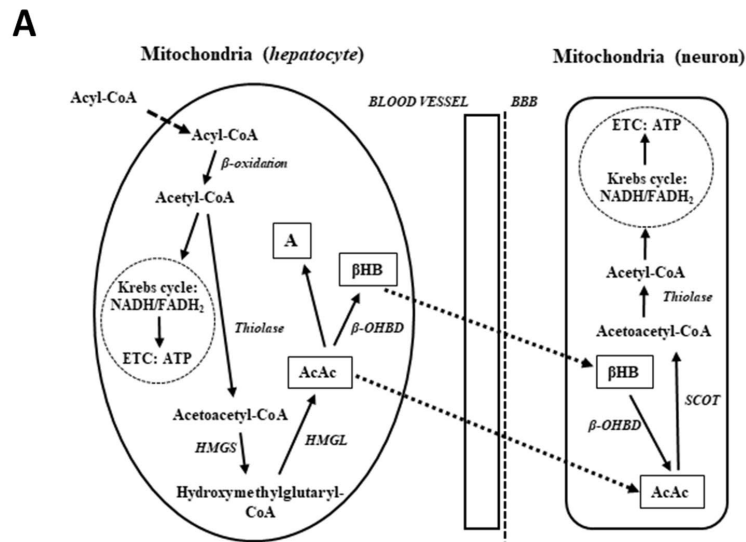 A
Mitochondria (hepatocyte)
Mitochondria (neuron)
Acyl-CoA
BLOOD VESSEL
BBB
Acyl-CoA
β-oxidation
Acetyl-CoA
A
βHB
Krebs cycle:
NADH/FADH₂
ETC: ATP
Thiolase
β-OHBD
AcAc
Acetoacetyl-CoA
HMGS
HMGL
Hydroxymethylglutaryl-
CoA
ETC: ATP
Krebs cycle:
NADH/FADH₂
Acetyl-CoA
Thiolase
Acetoacetyl-CoA
βHB
SCOT
β-OHBD
AcAc